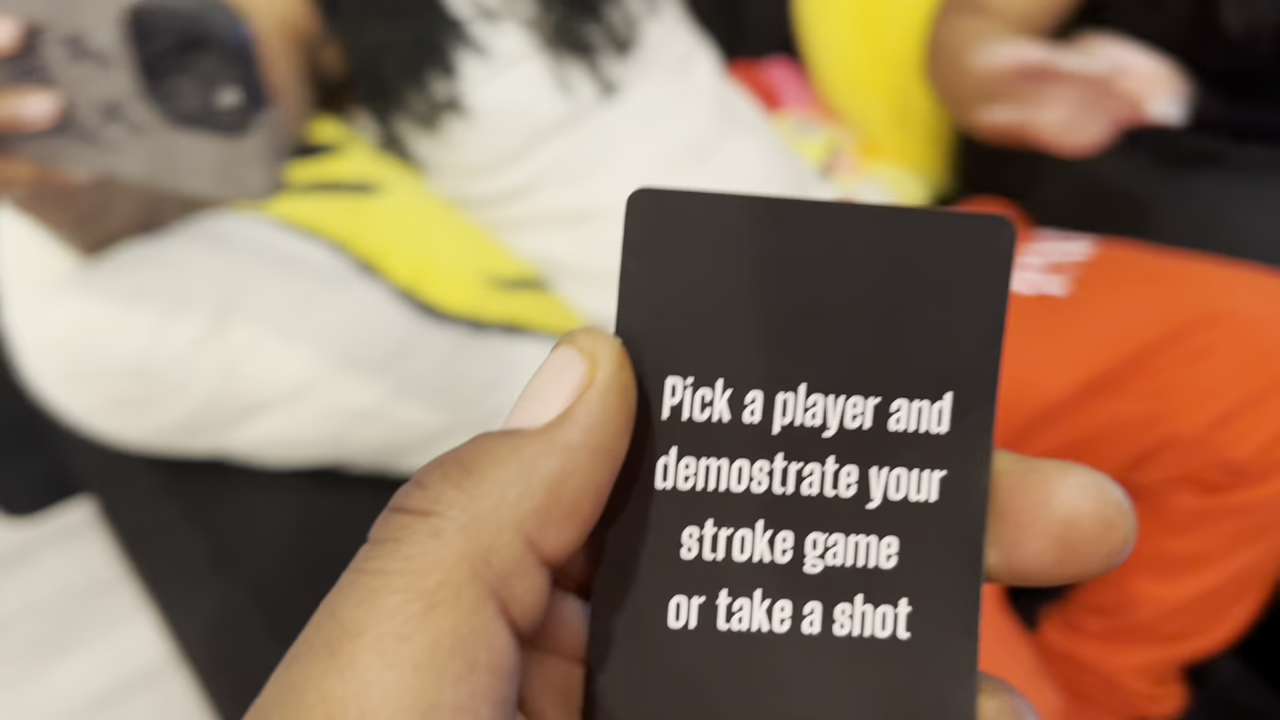 Pick a player and
demostrate your
stroke game
or take a shot